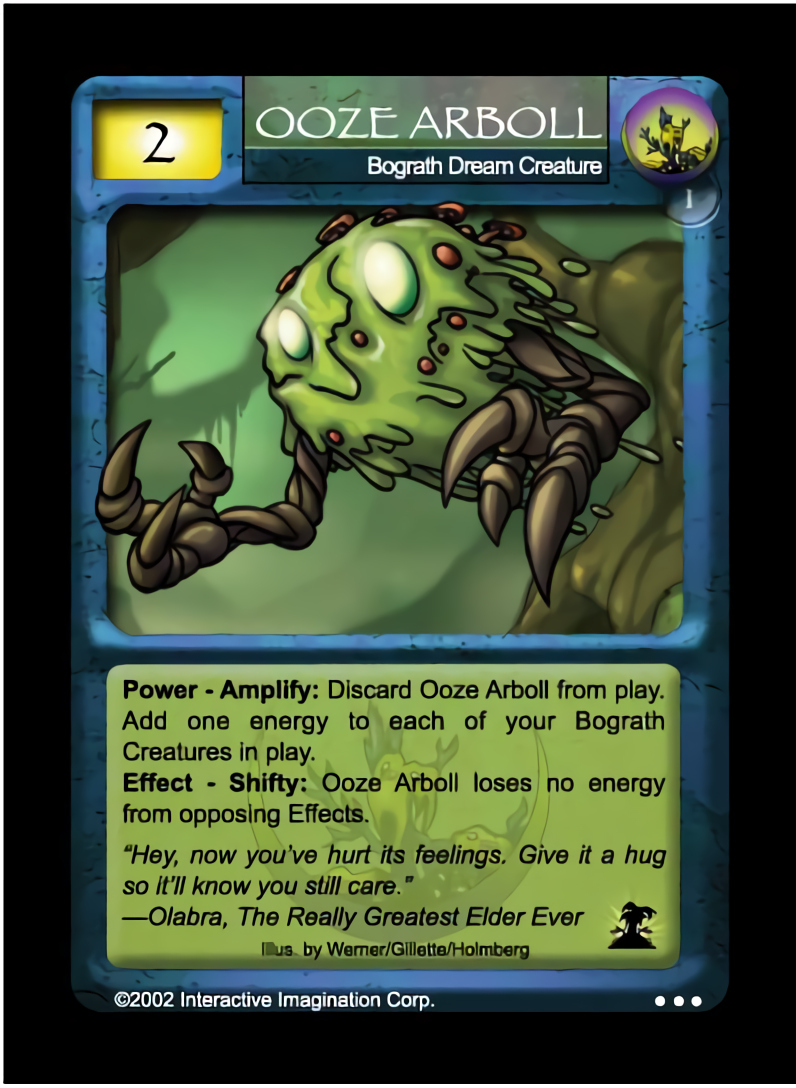 2
OOZE ARBOLL
Bograth Dream Creature
1
Power - Amplify: Discard Ooze Arboll from play.
Add one energy to each of your Bograth
Creatures in play.
Effect - Shifty: Ooze Arboll loses no energy
from opposing Effects.
"Hey, now you've hurt its feelings. Give it a hug
so it'll know you still care."
—Olabra, The Really Greatest Elder Ever
Illus. by Werner/Gillette/Holmberg
©2002 Interactive Imagination Corp.